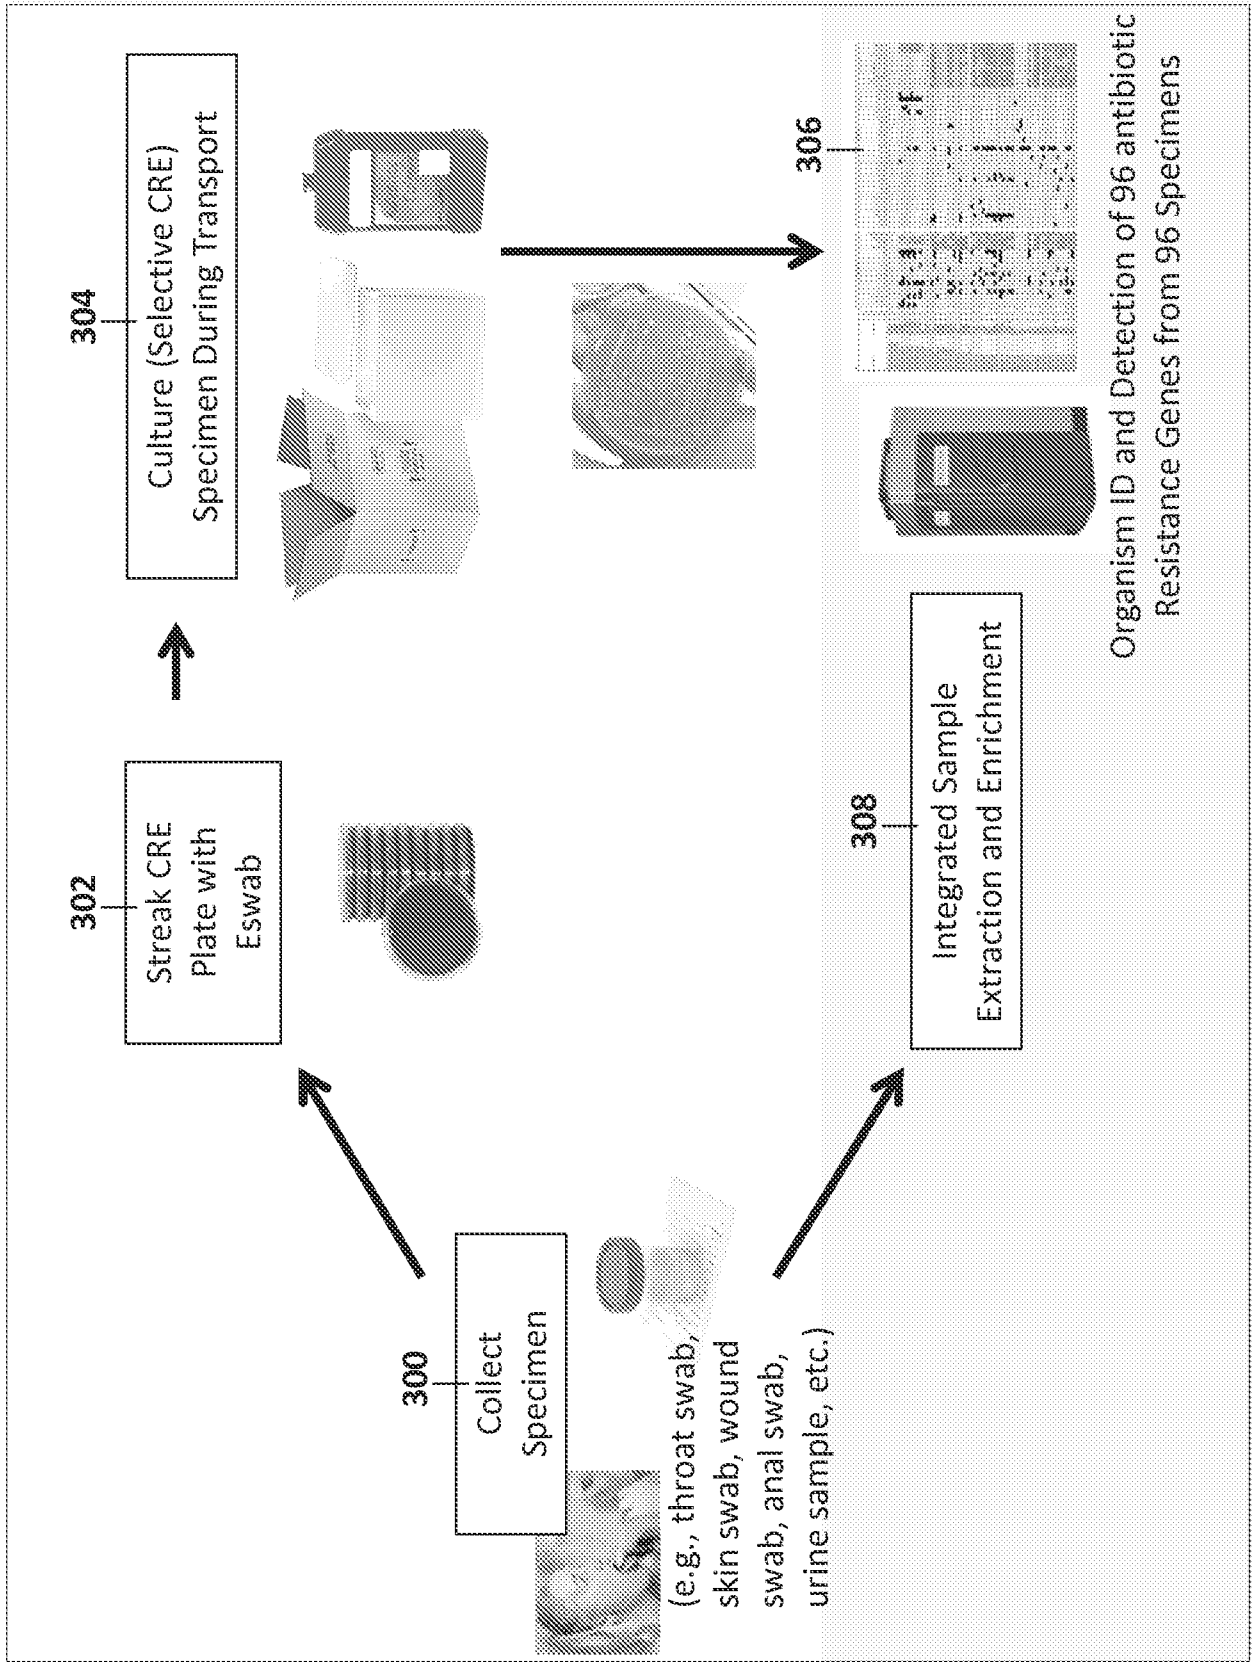 300
Collect
Specimen
(e.g., throat swab,
skin swab, wound
swab, anal swab,
urine sample, etc.)
302
Streak CRE
Plate with
Eswab
304
Culture (Selective CRE)
Specimen During Transport
308
Integrated Sample
Extraction and Enrichment
306
Organism ID and Detection of 96 antibiotic
Resistance Genes from 96 Specimens